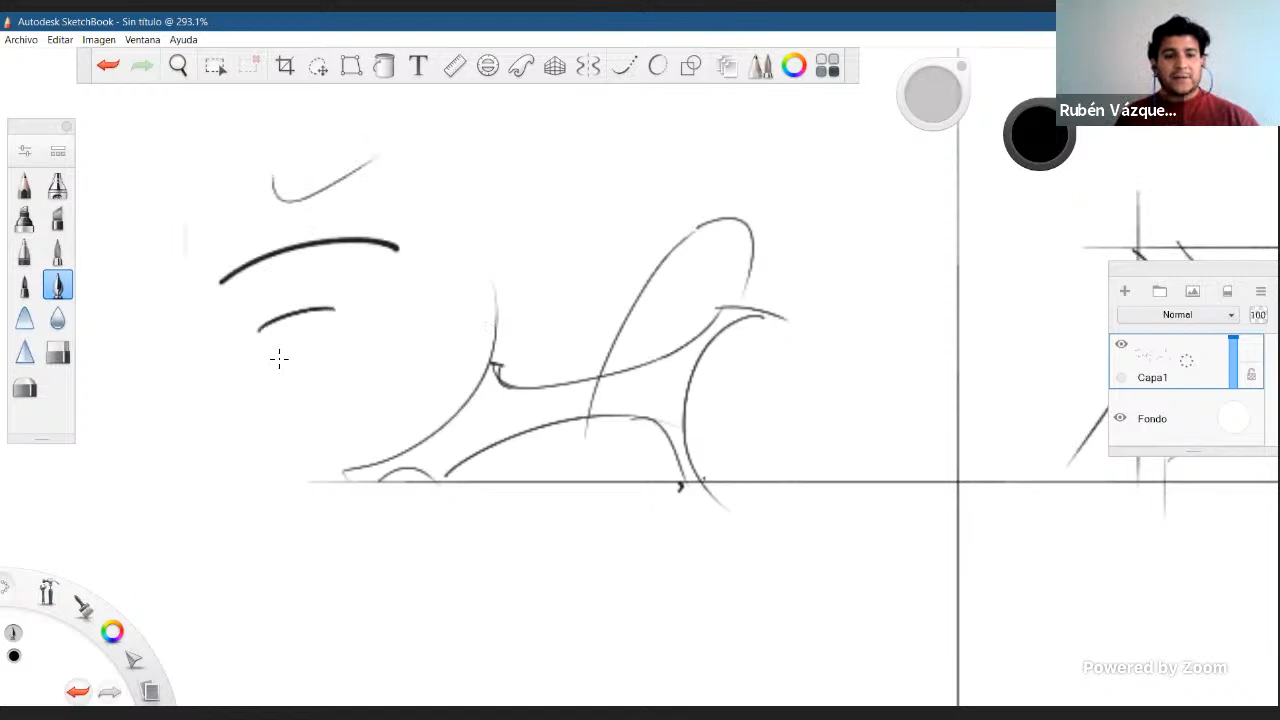 Autodesk SketchBook - Sin título @ 293.1%
Archivo Editar Imagen Ventana Ayuda
T
Rubén Vázque...
Normal
100
Capa1
Fondo
Powered by Zoom